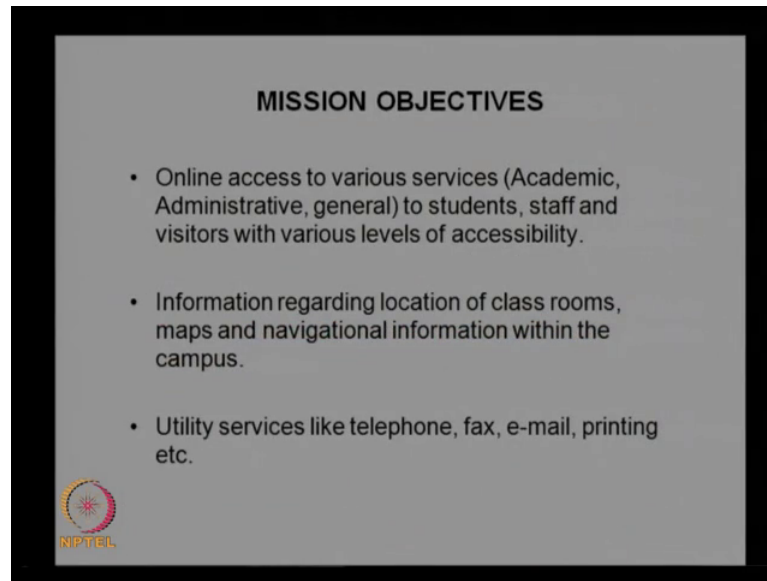 MISSION OBJECTIVES
• Online access to various services (Academic,
Administrative, general) to students, staff and
visitors with various levels of accessibility.
• Information regarding location of class rooms,
maps and navigational information within the
campus.
• Utility services like telephone, fax, e-mail, printing
etc.
NPTEL